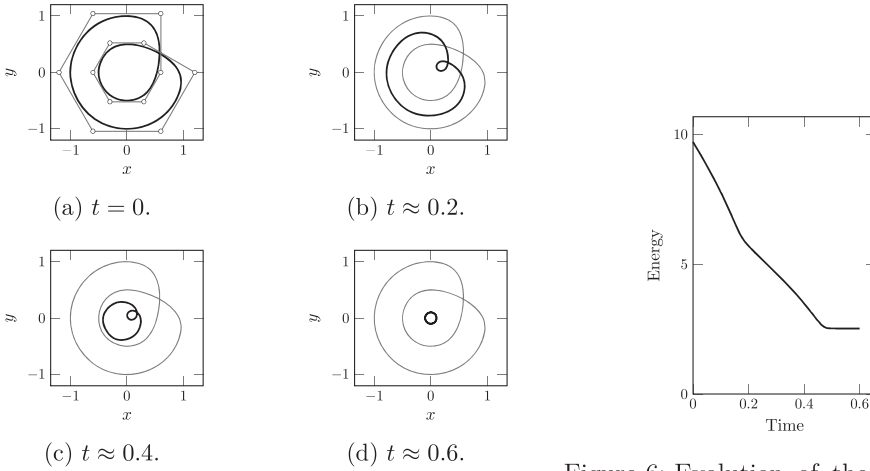 1
0
−1
−1
0
1
x
y
(a) t = 0.
1
0
−1
−1
0
1
x
y
(b) t ≈ 0.2.
1
0
−1
−1
0
1
x
y
(c) t ≈ 0.4.
1
0
−1
−1
0
1
x
y
(d) t ≈ 0.6.
10
5
0
0
0.2
0.4
0.6
Energy
Time
Figure 6: Evolution of the